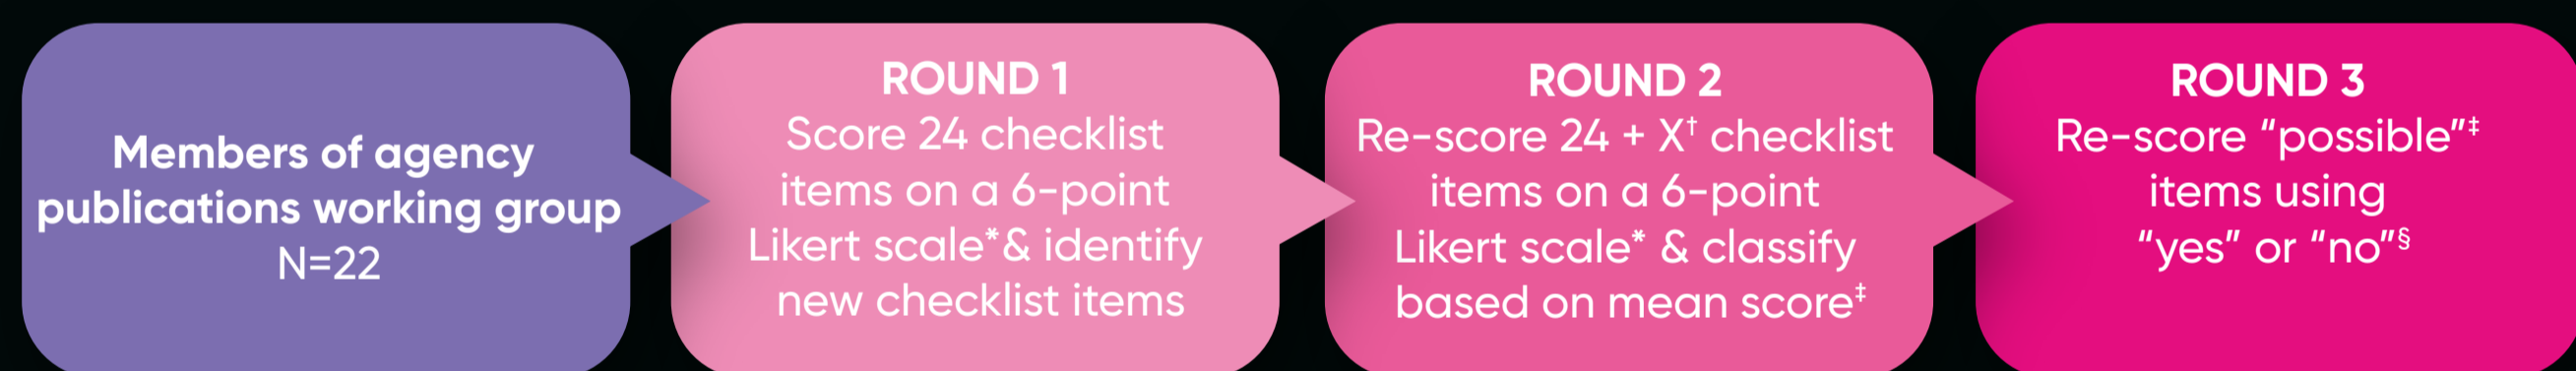 Members of agency
publications working group
N=22
ROUND 1
Score 24 checklist
items on a 6-point
Likert scale*& identify
new checklist items
ROUND 2
Re-score 24 + X† checklist
items on a 6-point
Likert scale* & classify
based on mean score‡
ROUND 3
Re-score “possible”‡
items using
“yes” or “no”§